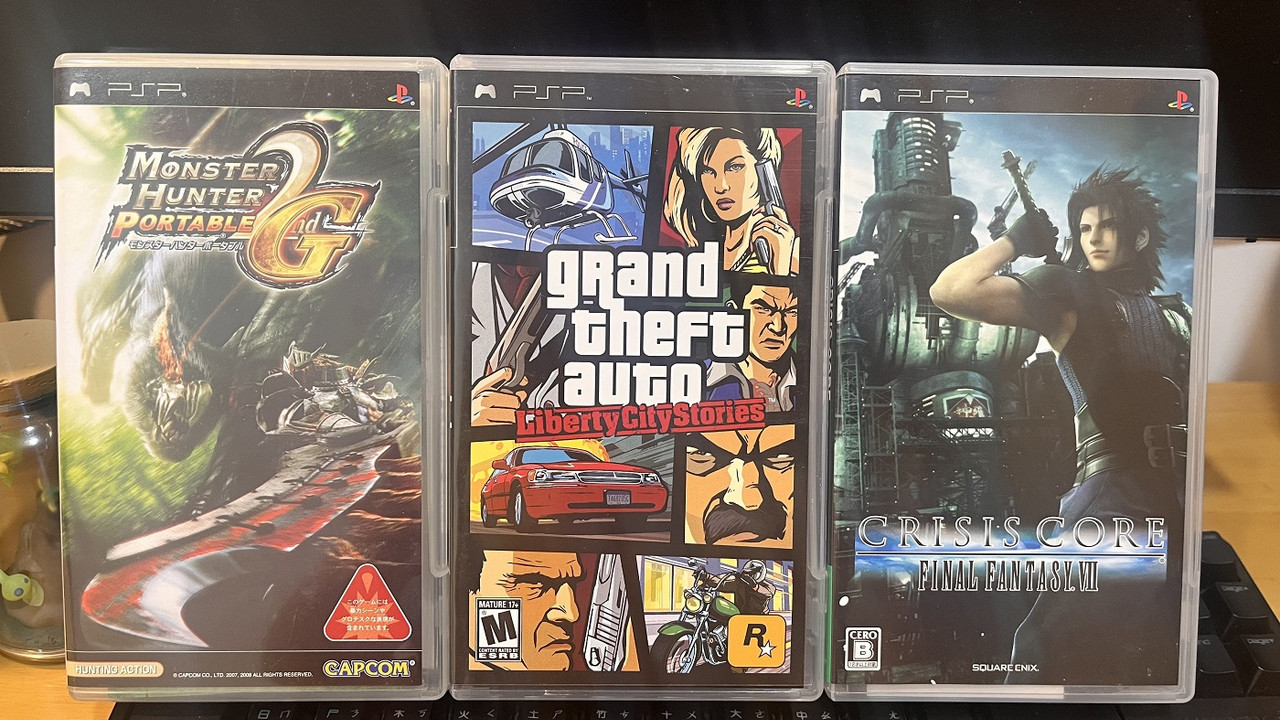 PSP
MONSTER
HUNTER
PORTABLE
2nd G
モンスターハンターポータブル
このゲームには
暴力シーンや
グロテスクな表現が
含まれています。
HUNTING ACTION
© CAPCOM CO., LTD. 2007, 2008 ALL RIGHTS RESERVED.
CAPCOM
PSP
grand
theft
auto
Liberty City Stories
MATURE 17+
M
CONTENT RATED BY
ESRB
R
PSP
CRISIS CORE
FINAL FANTASY VII
CERO
B
SQUARE ENIX